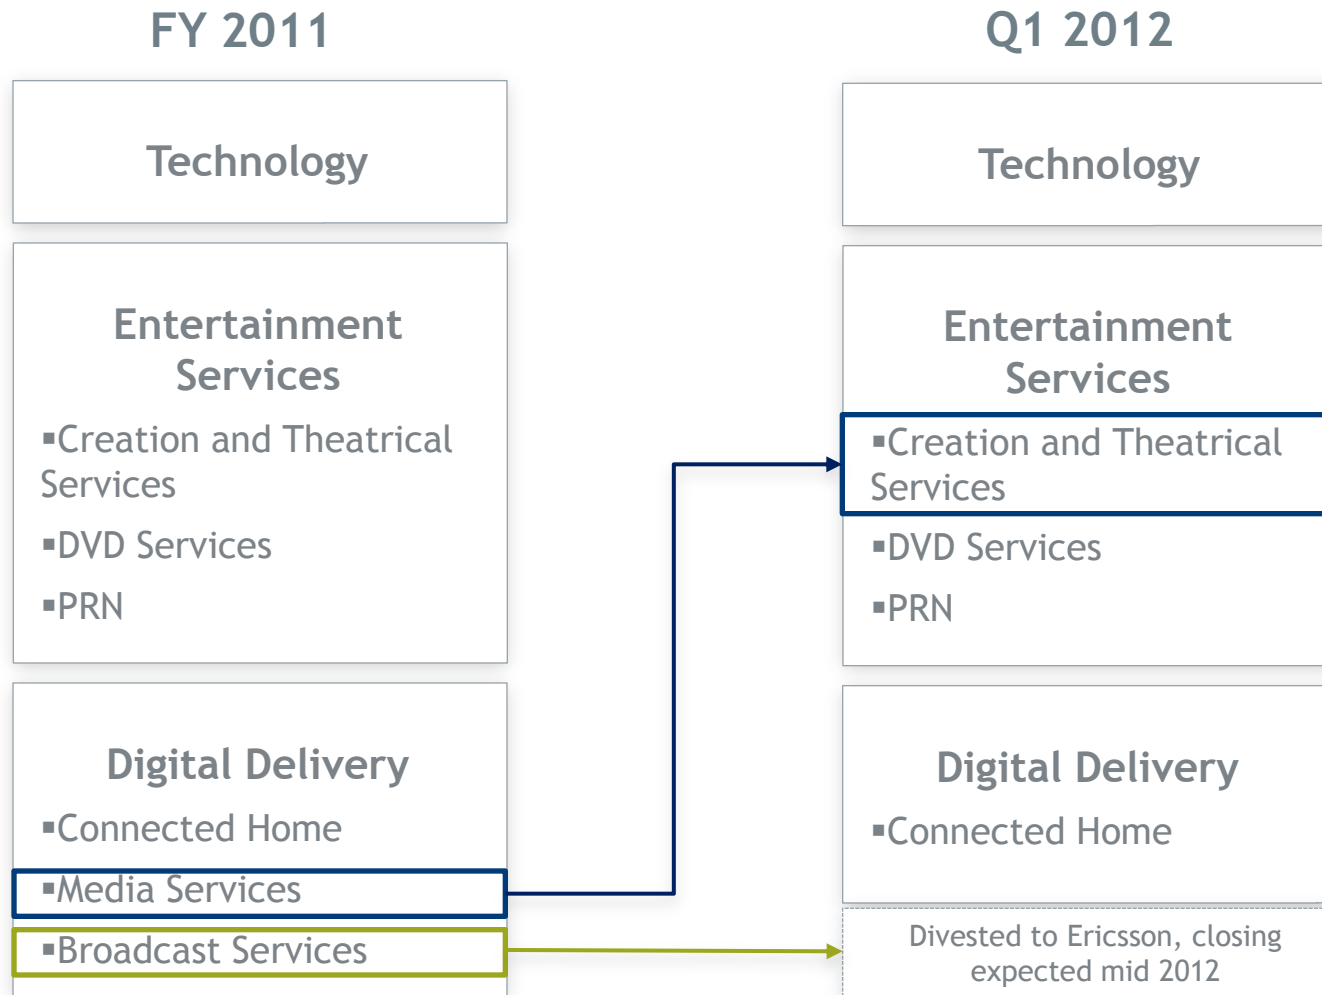 FY 2011
Technology
Entertainment
Services
▪Creation and Theatrical
Services
▪DVD Services
▪PRN
Digital Delivery
▪Connected Home
▪Media Services
▪Broadcast Services
Q1 2012
Technology
Entertainment
Services
▪Creation and Theatrical
Services
▪DVD Services
▪PRN
Digital Delivery
▪Connected Home
Divested to Ericsson, closing
expected mid 2012